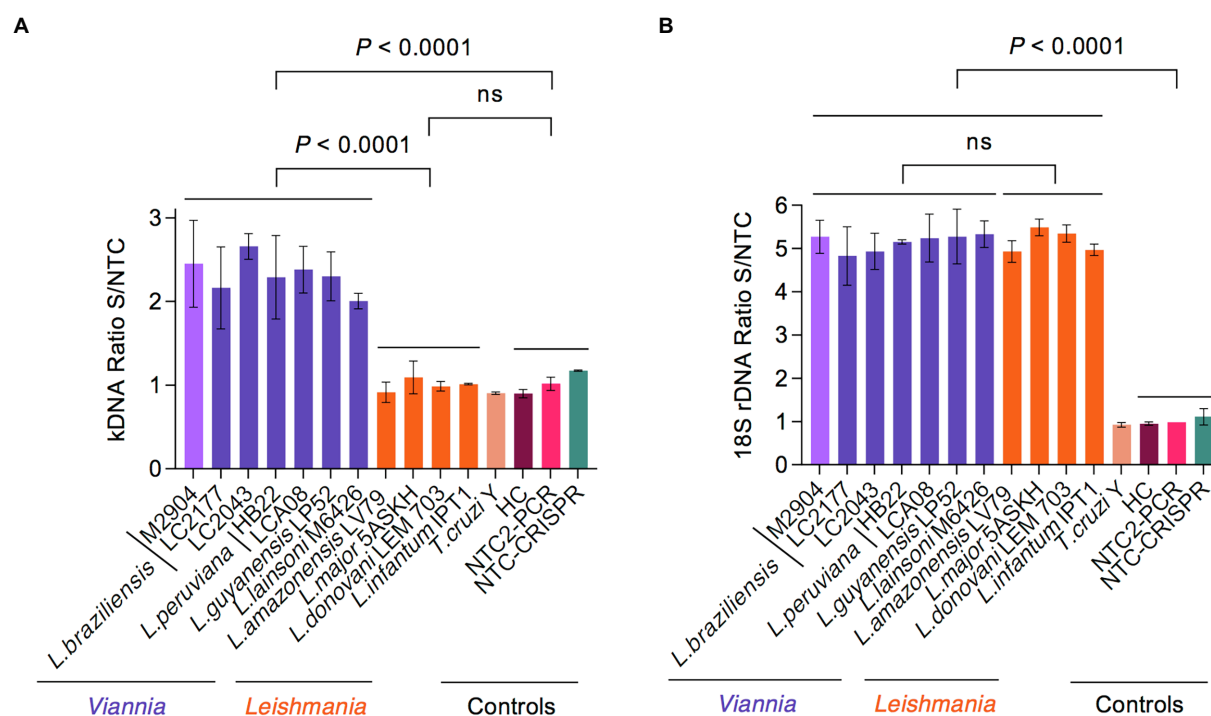 A
P < 0.0001
ns
P < 0.0001
kDNA Ratio S/NTC
3
2
1
0
M2904
LC2177
LC2043
HB22
LCA08
L.braziliensis
L.peruviana
L.guyanensis LP52
L.lainsoni M6426
L.amazonensis LV79
L.major 5ASKH
L.donovani LEM 703
L.infantum IPT1
T.cruzi Y
HC
NTC2-PCR
NTC-CRISPR
Viannia
Leishmania
Controls
B
P < 0.0001
ns
18S rDNA Ratio S/NTC
6
5
4
3
2
1
0
M2904
LC2177
LC2043
HB22
LCA08
L.braziliensis
L.peruviana
L.guyanensis LP52
L.lainsoni M6426
L.amazonensis LV79
L.major 5ASKH
L.donovani LEM 703
L.infantum IPT1
T.cruzi Y
HC
NTC2-PCR
NTC-CRISPR
Viannia
Leishmania
Controls